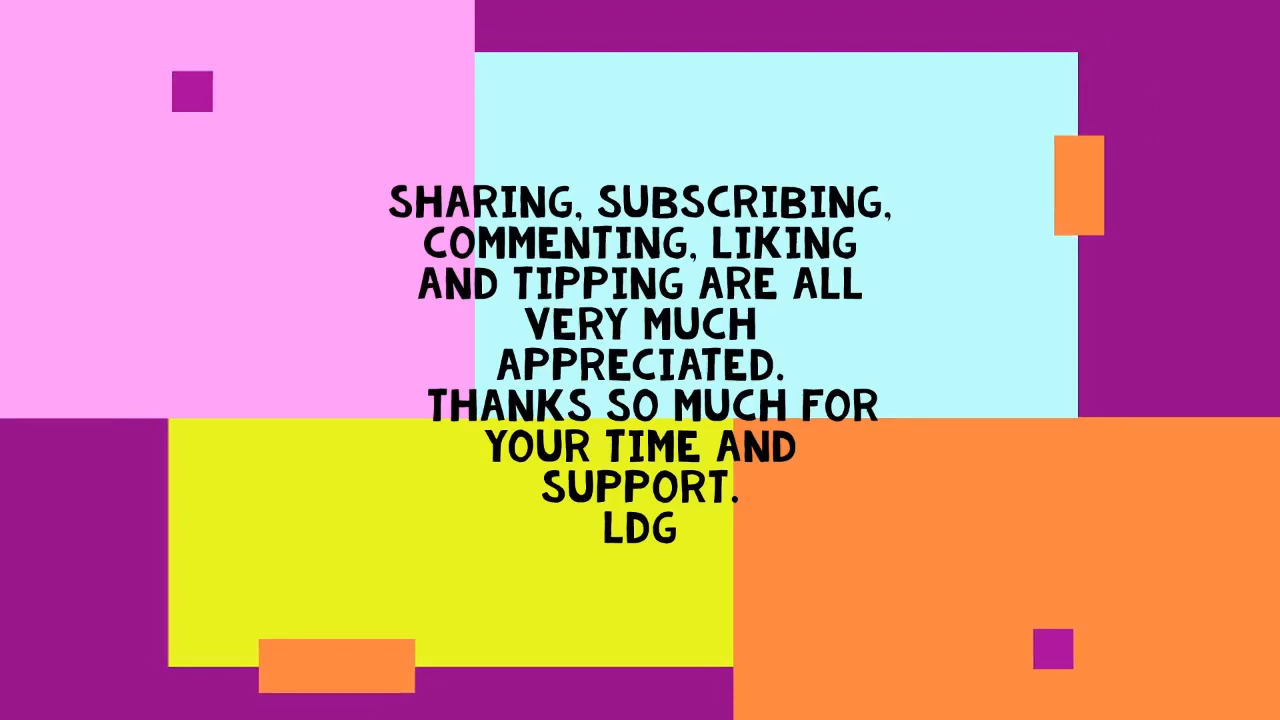 SHARING, SUBSCRIBING,
COMMENTING, LIKING
AND TIPPING ARE ALL
VERY MUCH
APPRECIATED.
THANKS SO MUCH FOR
YOUR TIME AND
SUPPORT.
LDG